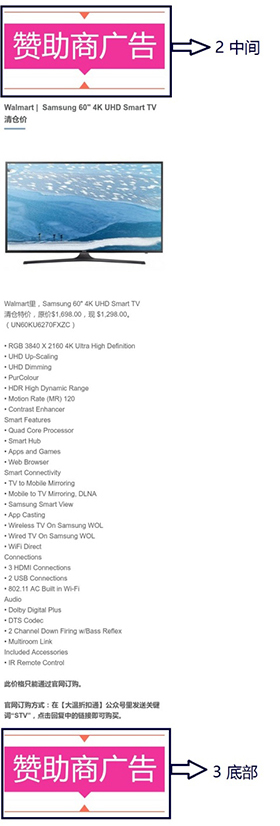 赞助商广告
2 中间
Walmart | Samsung 60" 4K UHD Smart TV
清仓价
Walmart里，Samsung 60" 4K UHD Smart TV
清仓特价，原价$1,698.00，现 $1,298.00。
（UN60KU6270FXZC）
• RGB 3840 X 2160 4K Ultra High Definition
• UHD Up-Scaling
• UHD Dimming
• PurColour
• HDR High Dynamic Range
• Motion Rate (MR) 120
• Contrast Enhancer
Smart Features
• Quad Core Processor
• Smart Hub
• Apps and Games
• Web Browser
Smart Connectivity
• TV to Mobile Mirroring
• Mobile to TV Mirroring, DLNA
• Samsung Smart View
• App Casting
• Wireless TV On Samsung WOL
• Wired TV On Samsung WOL
• WiFi Direct
Connections
• 3 HDMI Connections
• 2 USB Connections
• 802.11 AC Built in Wi-Fi
Audio
• Dolby Digital Plus
• DTS Codec
• 2 Channel Down Firing w/Bass Reflex
• Multiroom Link
Included Accessories
• IR Remote Control
此价格只能通过官网订购。
官网订购方式：在【大温折扣通】公众号里发送关键
词“STV”，点击回复中的链接即可购买。
赞助商广告
3 底部